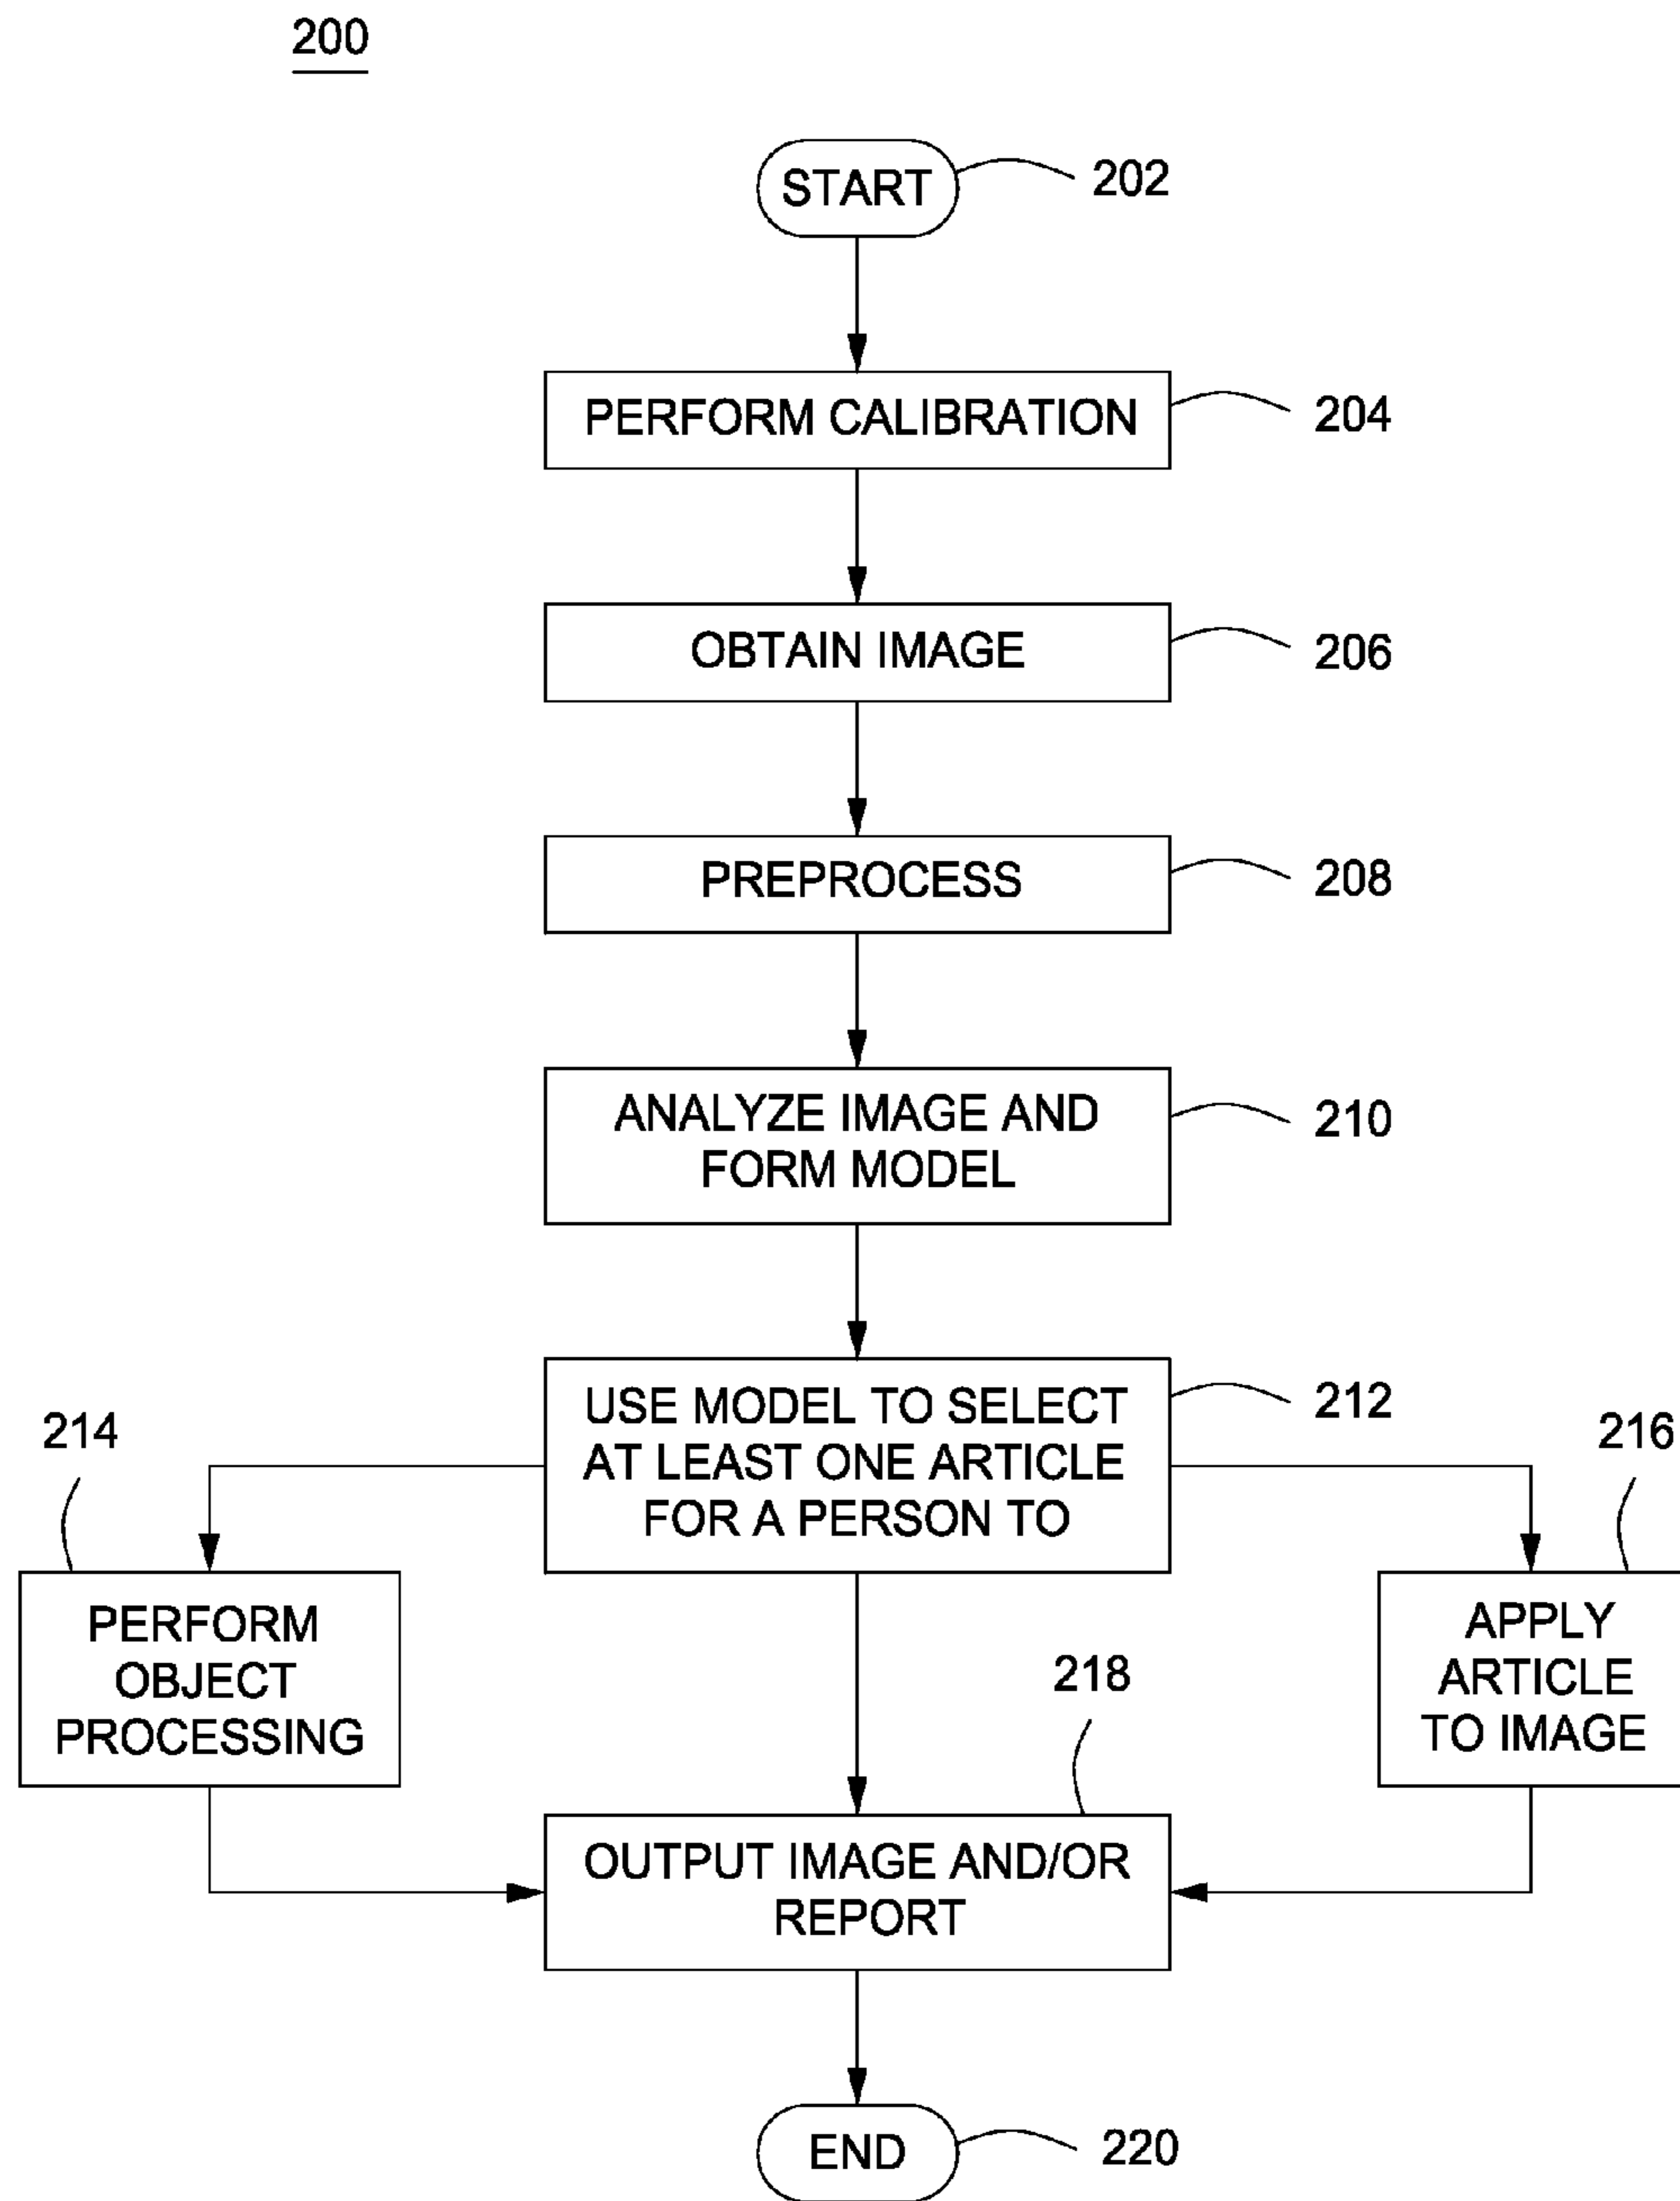 200
START
202
PERFORM CALIBRATION
204
OBTAIN IMAGE
206
PREPROCESS
208
ANALYZE IMAGE AND
FORM MODEL
210
USE MODEL TO SELECT
AT LEAST ONE ARTICLE
FOR A PERSON TO
212
214
PERFORM
OBJECT
PROCESSING
216
APPLY
ARTICLE
TO IMAGE
218
OUTPUT IMAGE AND/OR
REPORT
END
220